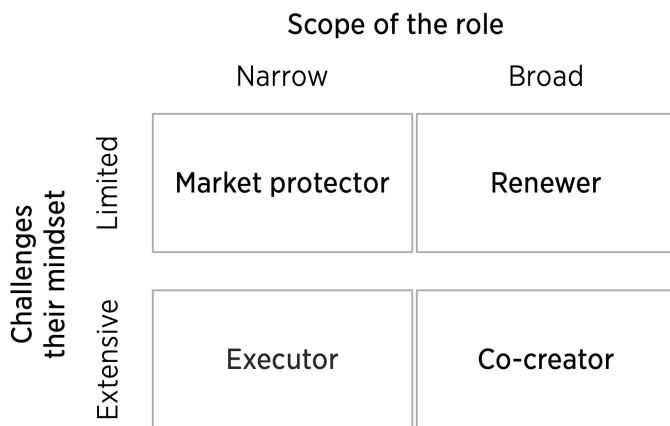 Scope of the role
Narrow
Broad
Challenges
their mindset
Limited
Market protector
Renewer
Extensive
Executor
Co-creator